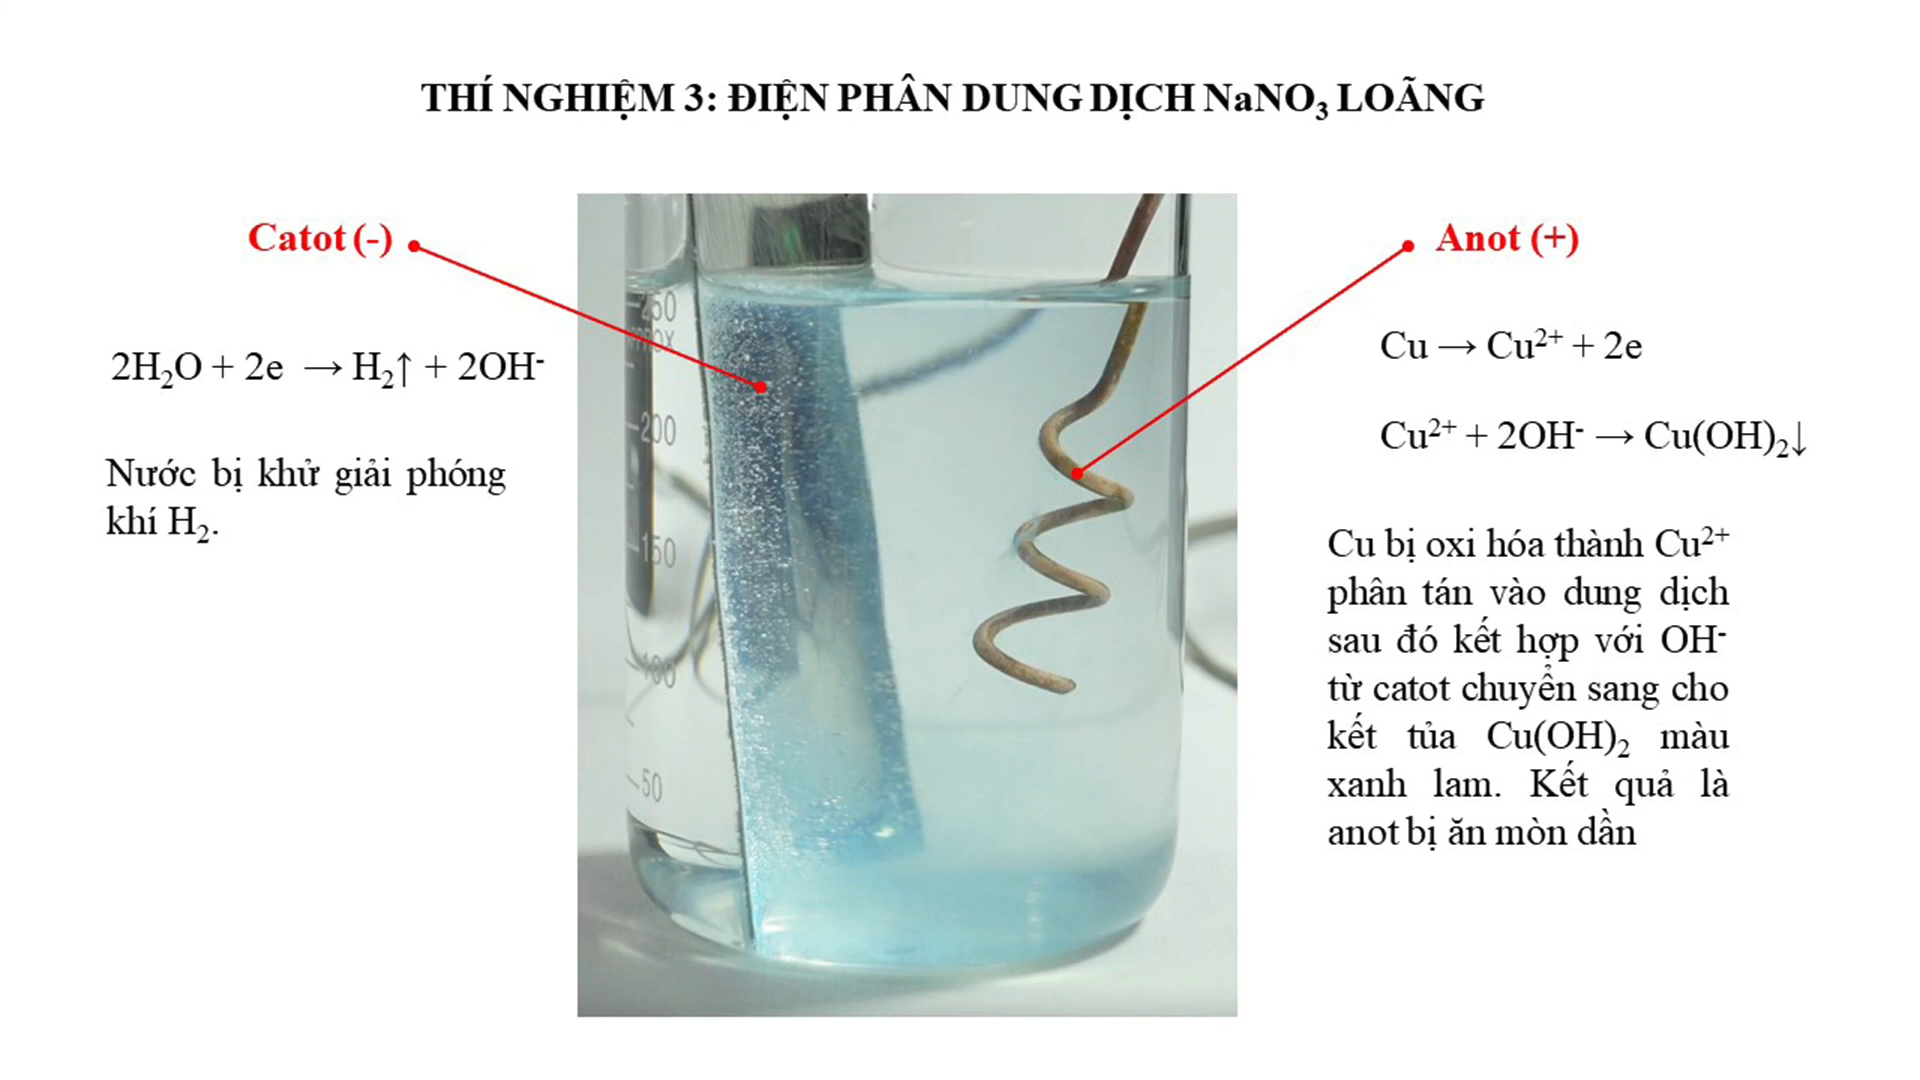 THÍ NGHIỆM 3: ĐIỆN PHÂN DUNG DỊCH NaNO₃ LOÃNG
Catot (-)
2H₂O + 2e → H₂↑ + 2OH⁻
Nước bị khử giải phóng
khí H₂.
250
200
150
100
50
Anot (+)
Cu → Cu²⁺ + 2e
Cu²⁺ + 2OH⁻ → Cu(OH)₂↓
Cu bị oxi hóa thành Cu²⁺
phân tán vào dung dịch
sau đó kết hợp với OH⁻
từ catot chuyển sang cho
kết tủa Cu(OH)₂ màu
xanh lam. Kết quả là
anot bị ăn mòn dần